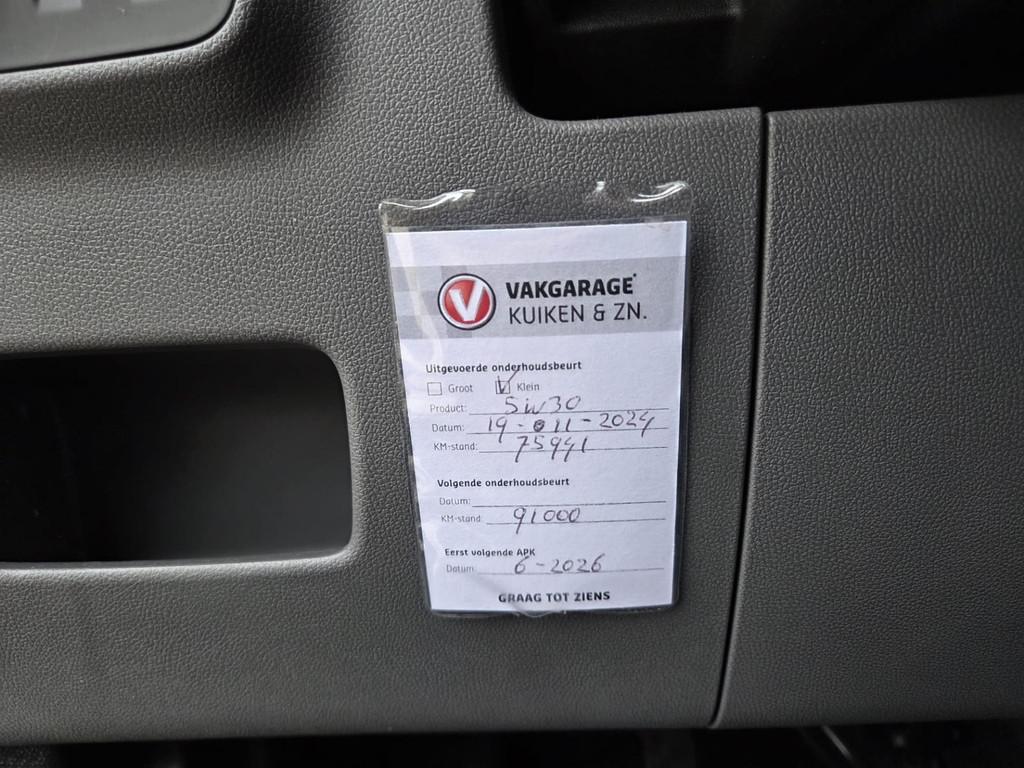 V VAKGARAGE
KUIKEN & ZN.
Uitgevoerde onderhoudsbeurt
Groot Klein
Product: 5W30
Datum: 19-11-2024
KM-stand: 75941
Volgende onderhoudsbeurt
Datum:
KM-stand: 91000
Eerst volgende APK
Datum: 6-2026
GRAAG TOT ZIENS